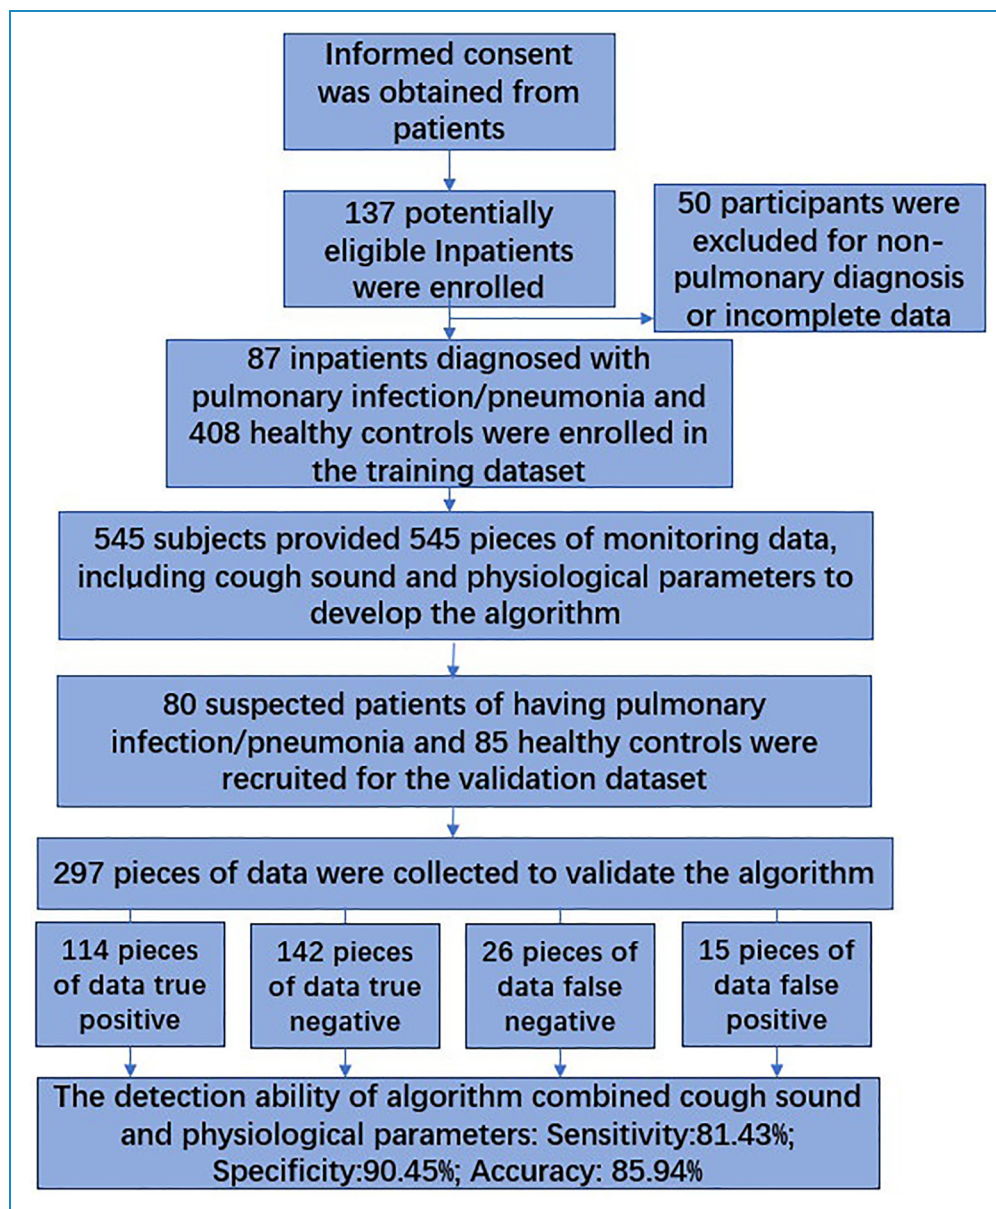 Informed consent
was obtained from
patients
137 potentially
eligible Inpatients
were enrolled
50 participants were
excluded for non-
pulmonary diagnosis
or incomplete data
87 inpatients diagnosed with
pulmonary infection/pneumonia and
408 healthy controls were enrolled in
the training dataset
545 subjects provided 545 pieces of monitoring data,
including cough sound and physiological parameters to
develop the algorithm
80 suspected patients of having pulmonary
infection/pneumonia and 85 healthy controls were
recruited for the validation dataset
297 pieces of data were collected to validate the algorithm
114 pieces
of data true
positive
142 pieces
of data true
negative
26 pieces of
data false
negative
15 pieces of
data false
positive
The detection ability of algorithm combined cough sound
and physiological parameters: Sensitivity:81.43%;
Specificity:90.45%; Accuracy: 85.94%